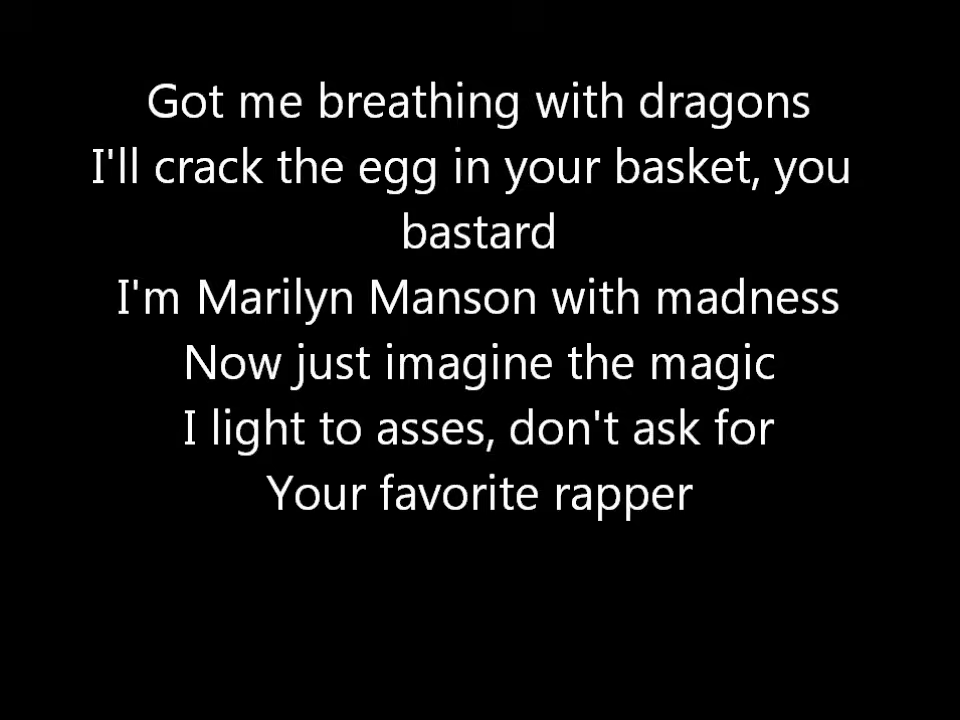 Got me breathing with dragons
I'll crack the egg in your basket, you
bastard
I'm Marilyn Manson with madness
Now just imagine the magic
I light to asses, don't ask for
Your favorite rapper